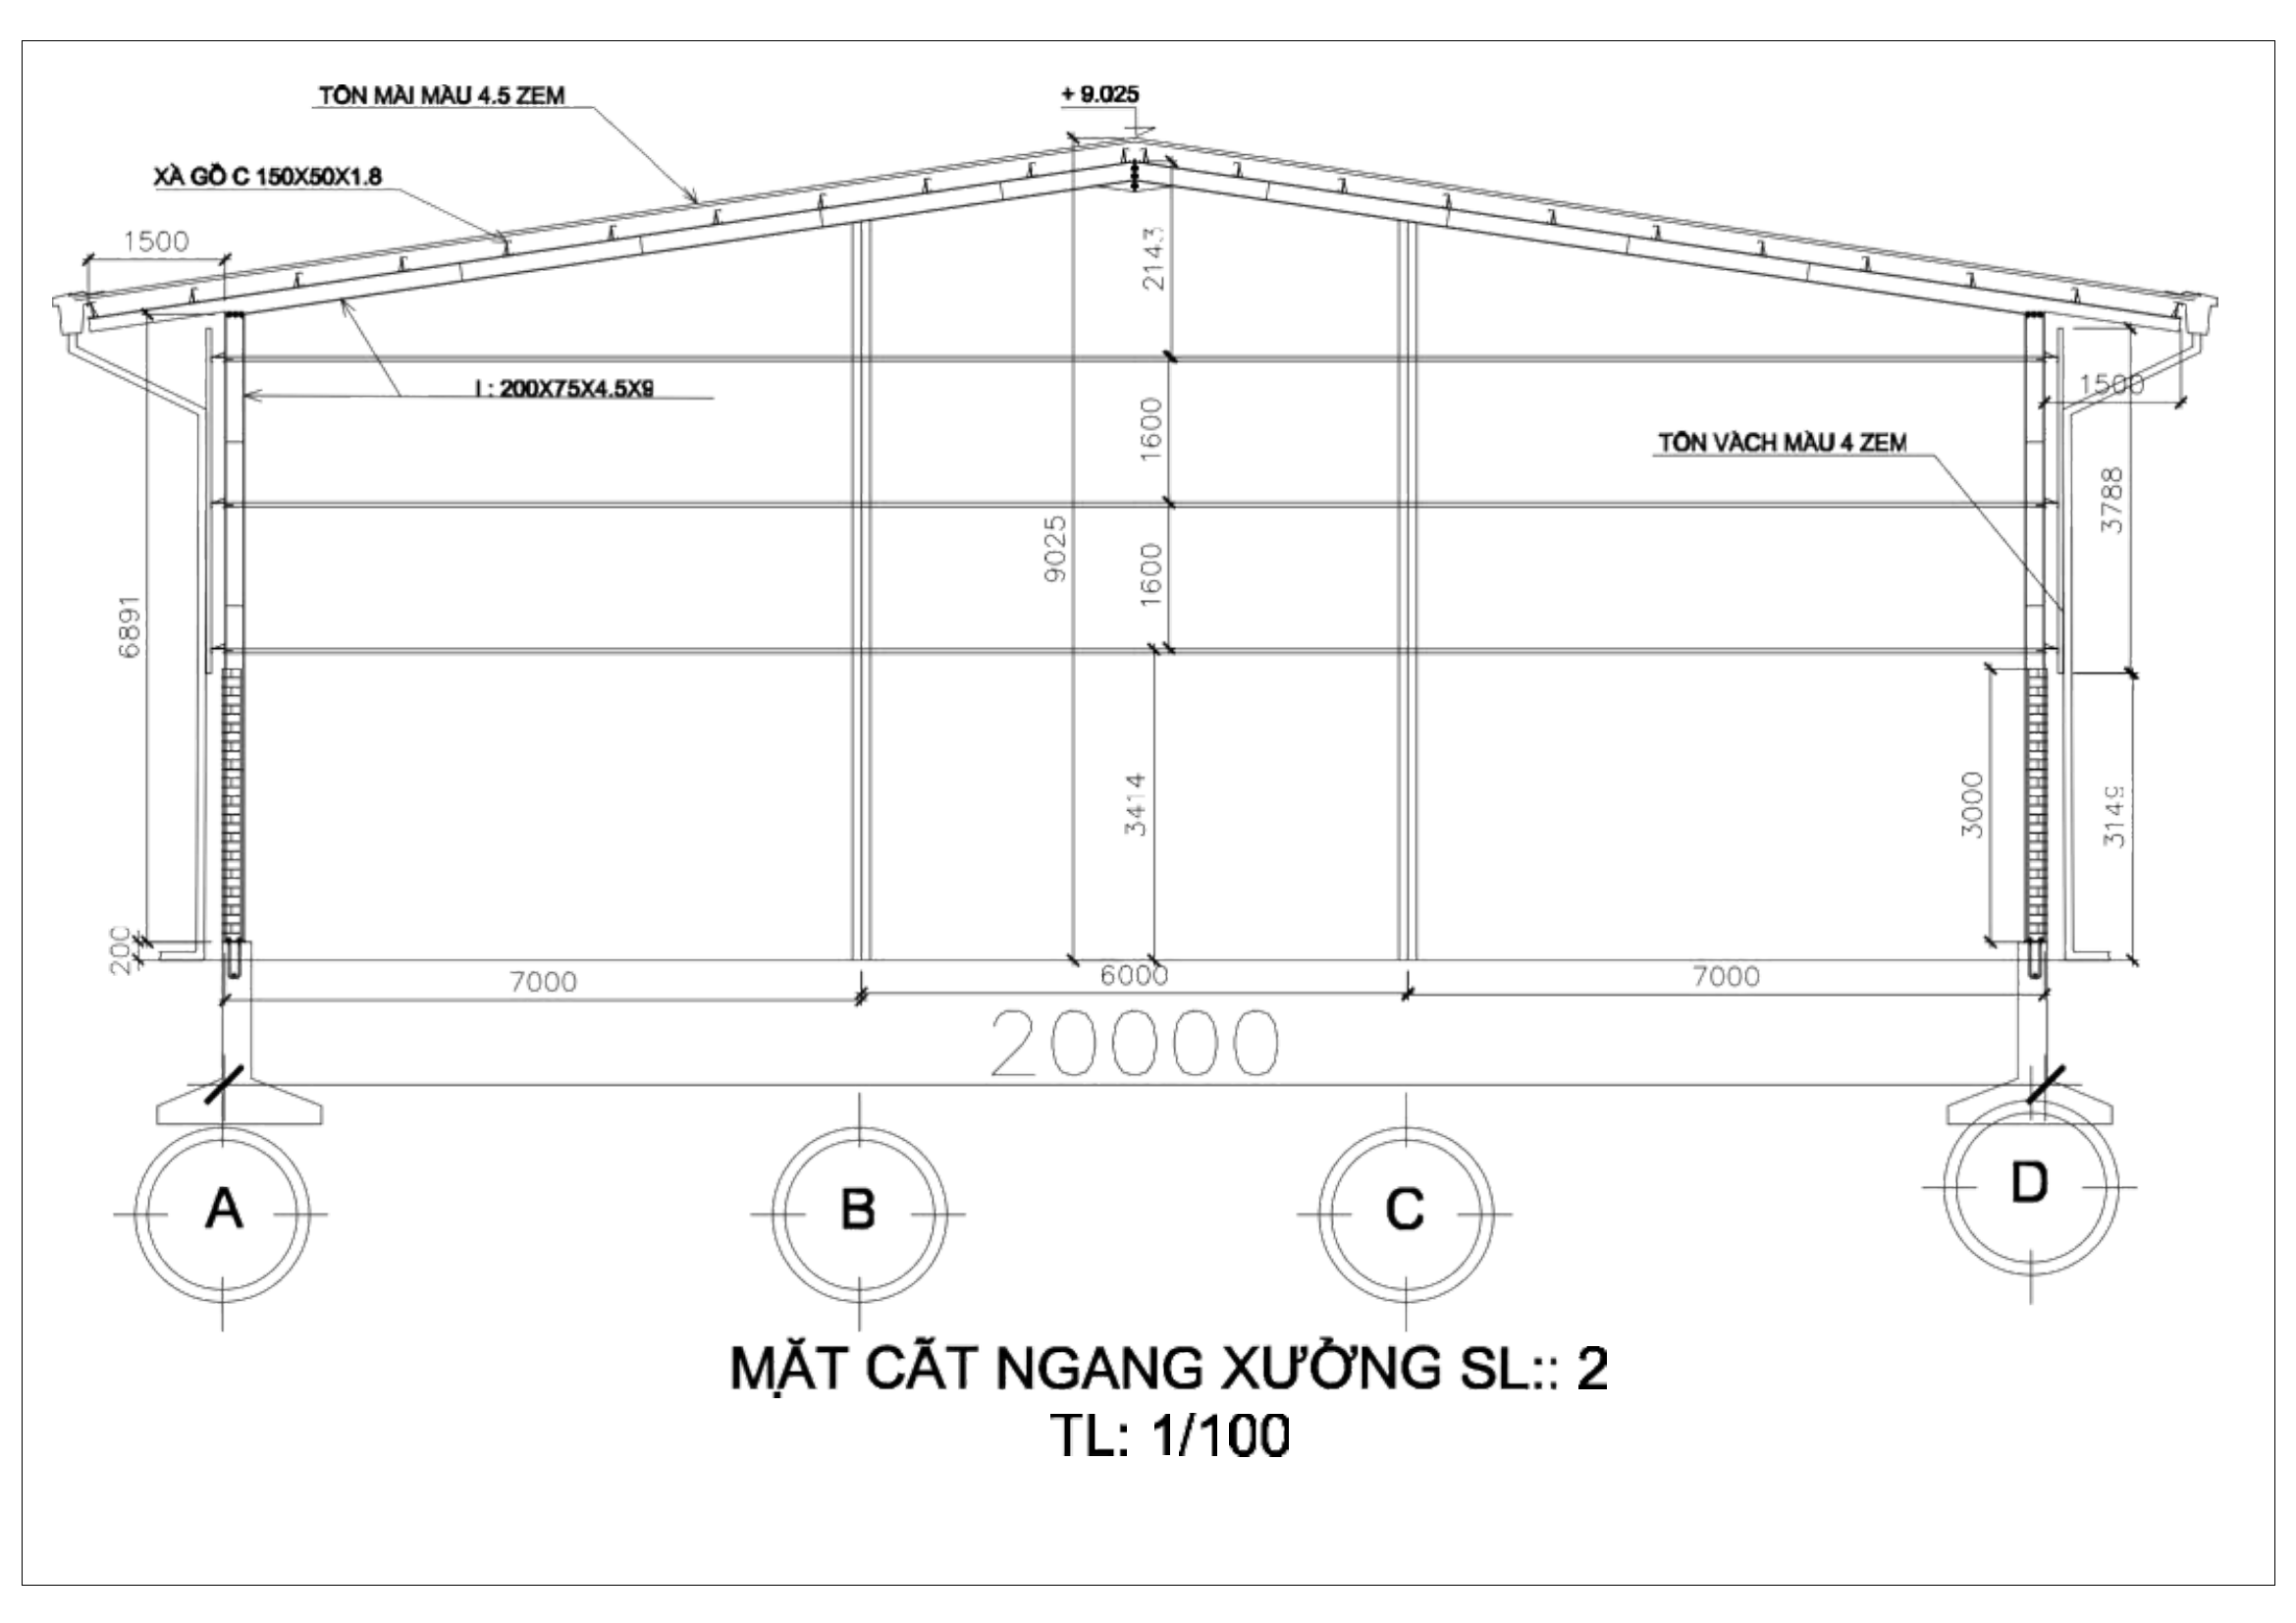 TÔN MÁI MÀU 4.5 ZEM
+ 9.025
XÀ GỒ C 150X50X1.8
1500
2143
I : 200X75X4.5X9
1500
1600
TÔN VÁCH MÀU 4 ZEM
3788
9025
1600
6891
3414
3000
3149
200
7000
6000
7000
20000
A
B
C
D
MẶT CẮT NGANG XƯỞNG SL:: 2
TL: 1/100